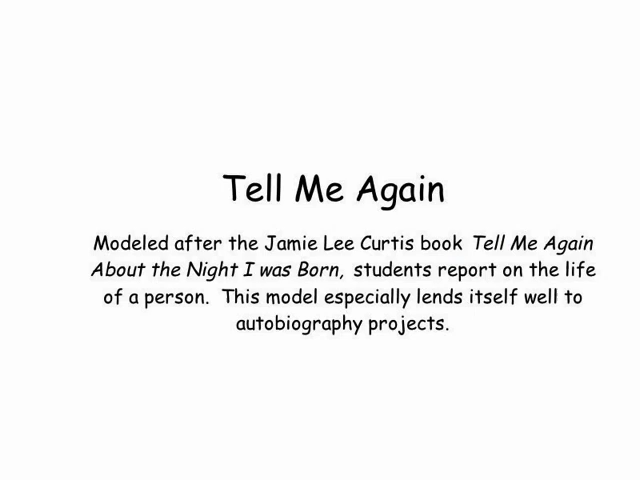 Tell Me Again
Modeled after the Jamie Lee Curtis book Tell Me Again
About the Night I was Born, students report on the life
of a person. This model especially lends itself well to
autobiography projects.